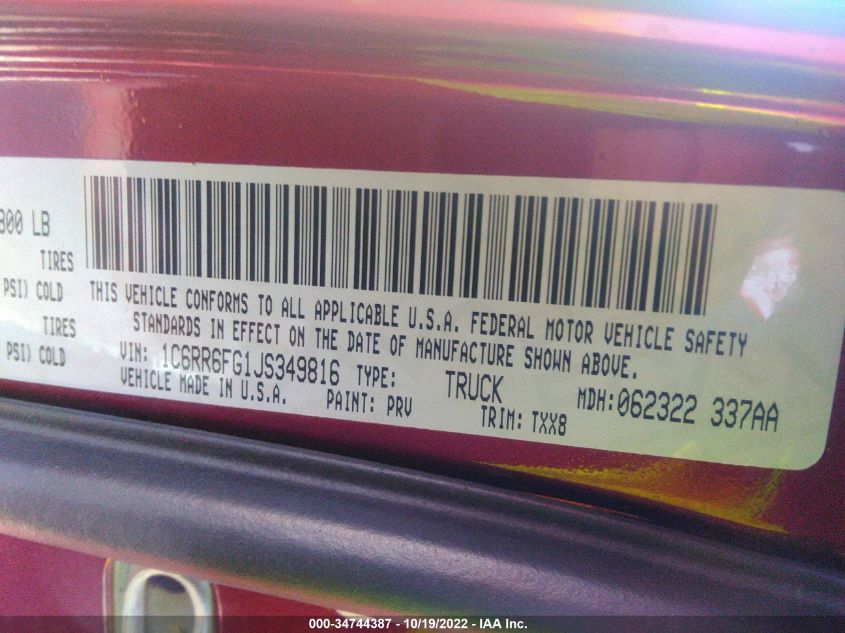 300 LB
TIRES
PSI) COLD
TIRES
PSI) COLD
THIS VEHICLE CONFORMS TO ALL APPLICABLE U.S.A. FEDERAL MOTOR VEHICLE SAFETY
STANDARDS IN EFFECT ON THE DATE OF MANUFACTURE SHOWN ABOVE.
VIN: 1C6RR6FG1JS349816 TYPE: TRUCK MDH:062322 337AA
VEHICLE MADE IN U.S.A. PAINT: PRV TRIM: TXX8
000-34744387 - 10/19/2022 - IAA Inc.